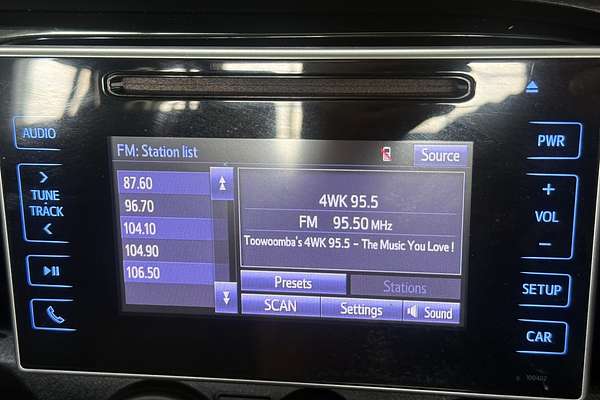 AUDIO
TUNE
TRACK
FM: Station list
Source
87.60
96.70
104.10
104.90
106.50
4WK 95.5
FM 95.50 MHz
Toowoomba's 4WK 95.5 - The Music You Love !
Presets
Stations
SCAN
Settings
Sound
PWR
+
VOL
-
SETUP
CAR